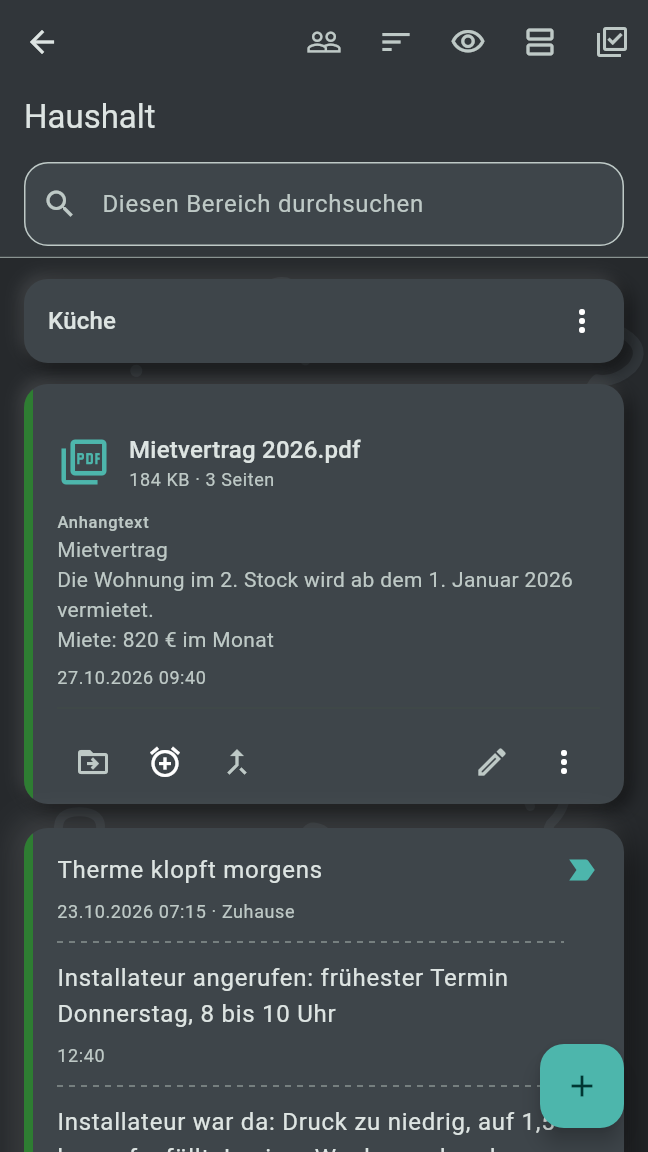 Haushalt
Diesen Bereich durchsuchen
Küche
PDF
Mietvertrag 2026.pdf
184 KB · 3 Seiten
Anhangtext
Mietvertrag
Die Wohnung im 2. Stock wird ab dem 1. Januar 2026
vermietet.
Miete: 820 € im Monat
27.10.2026 09:40
Therme klopft morgens
23.10.2026 07:15 · Zuhause
Installateur angerufen: frühester Termin
Donnerstag, 8 bis 10 Uhr
12:40
Installateur war da: Druck zu niedrig, auf 1,5